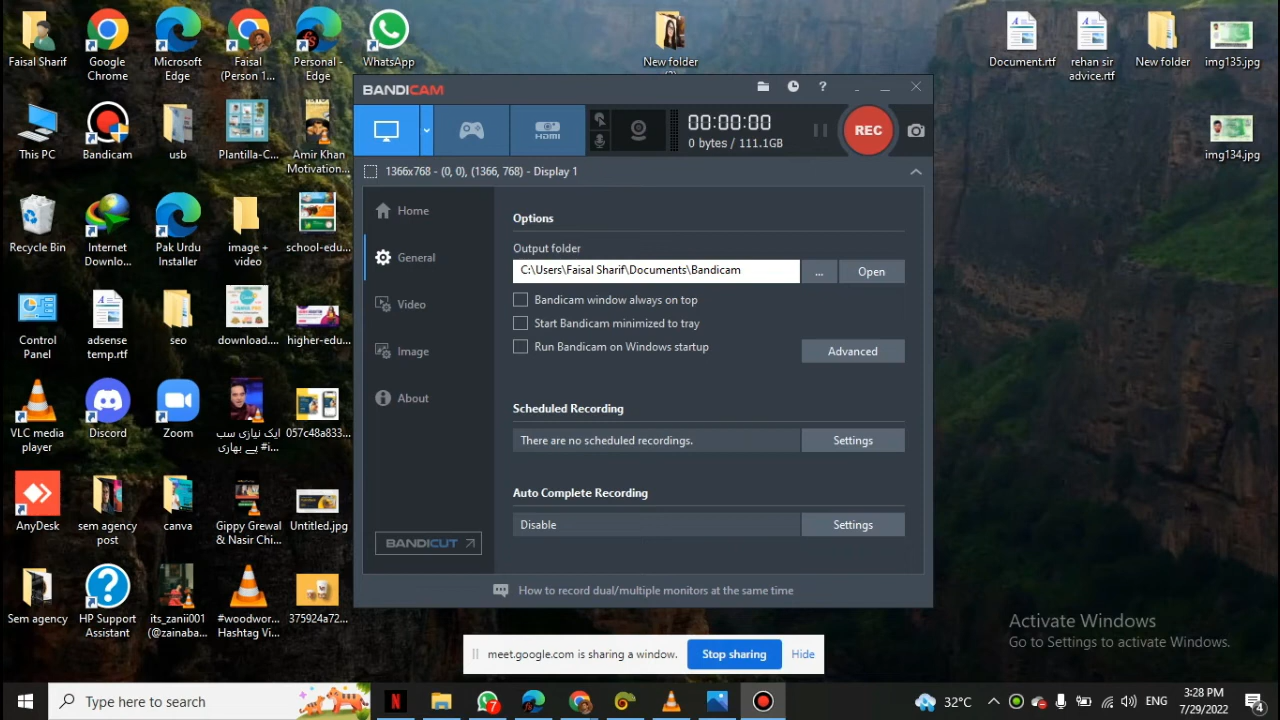 Faisal Sharif
Google
Chrome
Microsoft
Edge
Faisal
(Person 1...
Personal -
Edge
WhatsApp
New folder
Document.rtf
rehan sir
advice.rtf
New folder
img135.jpg
This PC
Bandicam
usb
Plantilla-C...
Amir Khan
Motivation...
img134.jpg
Recycle Bin
Internet
Downlo...
Pak Urdu
Installer
image +
video
school-edu...
Control
Panel
adsense
temp.rtf
seo
download....
higher-edu...
VLC media
player
Discord
Zoom
ایک نیازی سب
پے بھاری #i...
057c48a833...
AnyDesk
sem agency
post
canva
Gippy Grewal
& Nasir Chi...
Untitled.jpg
Sem agency
HP Support
Assistant
its_zanii001
(@zainaba...
#woodwor...
Hashtag Vi...
375924a72...
BANDICAM
?
HDMI
00:00:00
0 bytes / 111.1GB
REC
1366x768 - (0, 0), (1366, 768) - Display 1
Home
General
Video
Image
About
BANDICUT
Options
Output folder
C:\Users\Faisal Sharif\Documents\Bandicam
...
Open
Bandicam window always on top
Start Bandicam minimized to tray
Run Bandicam on Windows startup
Advanced
Scheduled Recording
There are no scheduled recordings.
Settings
Auto Complete Recording
Disable
Settings
How to record dual/multiple monitors at the same time
Activate Windows
Go to Settings to activate Windows.
meet.google.com is sharing a window.
Stop sharing
Hide
Type here to search
N
7
32°C
ENG
3:28 PM
7/29/2022
4